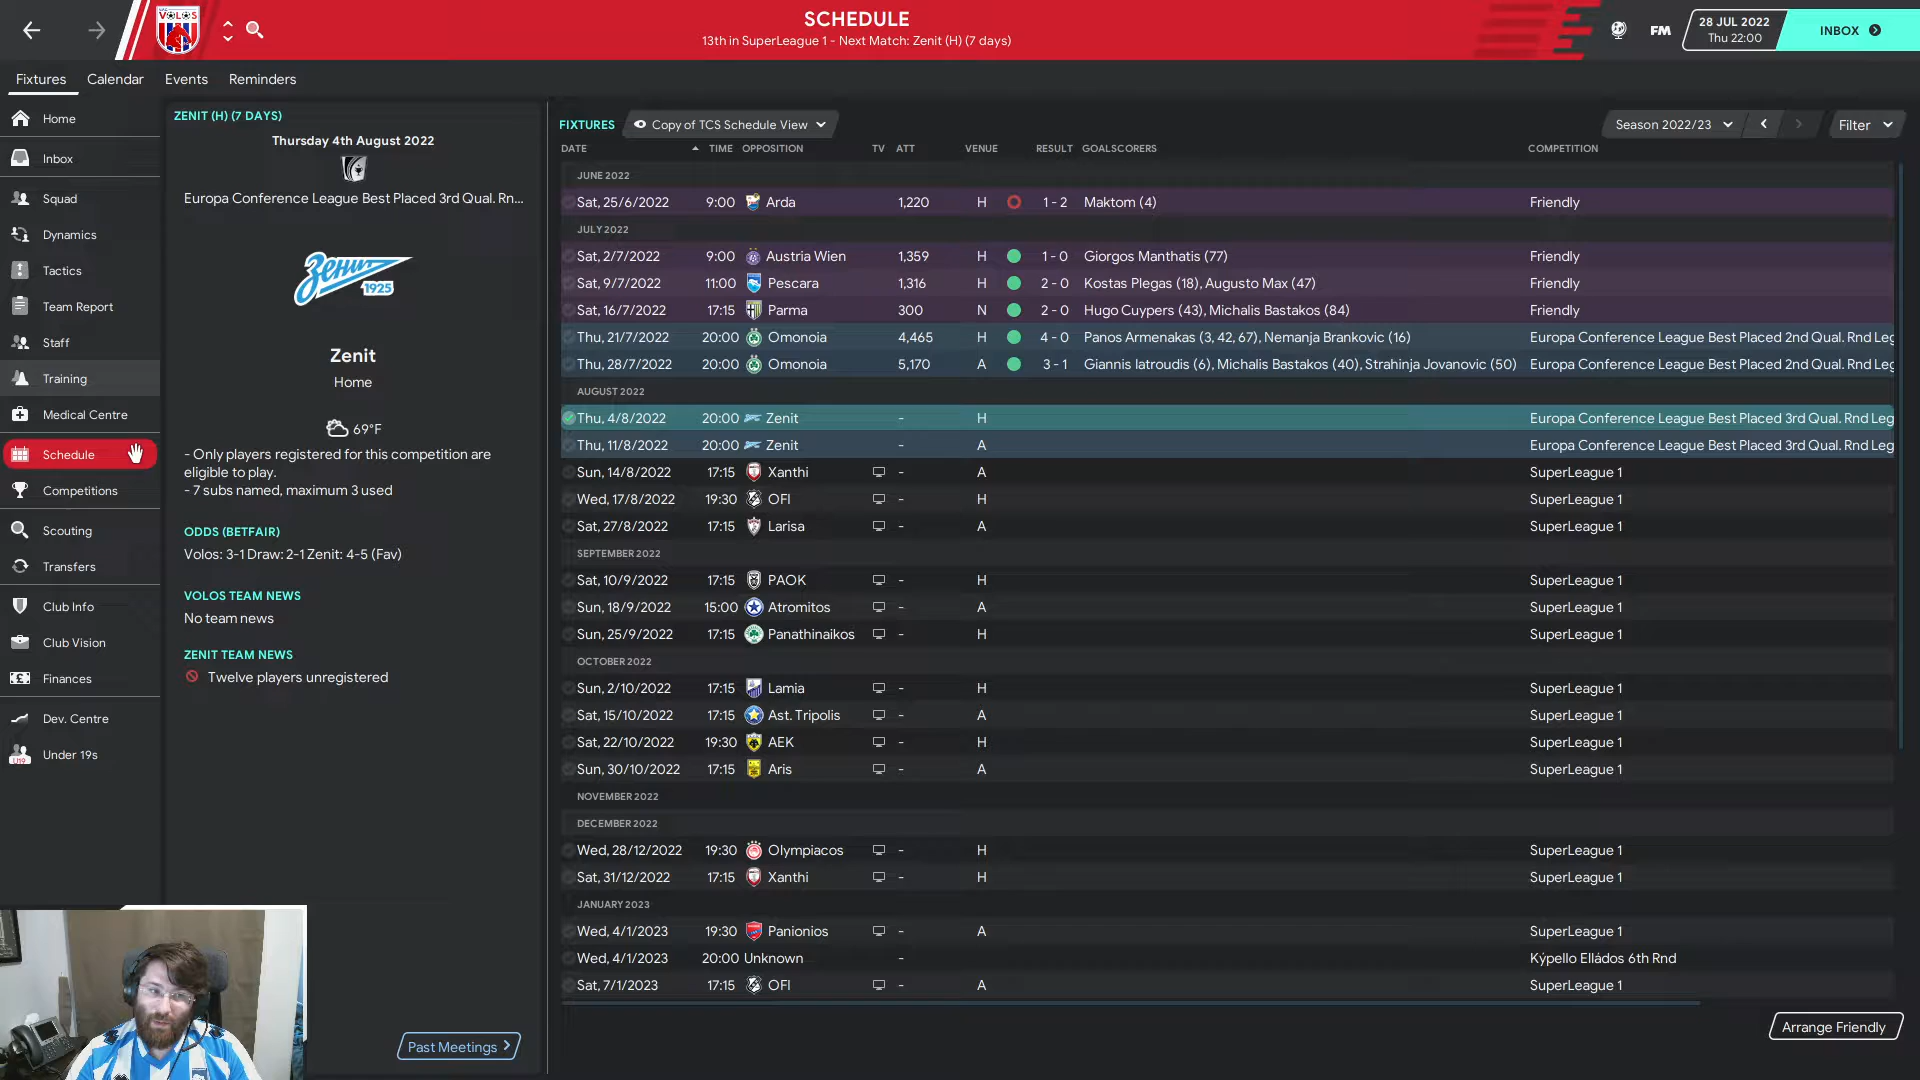 VOLOS
SCHEDULE
13th in SuperLeague 1 - Next Match: Zenit (H) (7 days)
FM
28 JUL 2022
Thu 22:00
INBOX
Fixtures Calendar Events Reminders
Home
Inbox
Squad
Dynamics
Tactics
Team Report
Staff
Training
Medical Centre
Schedule
Competitions
Scouting
Transfers
Club Info
Club Vision
Finances
Dev. Centre
Under 19s
ZENIT (H) (7 DAYS)
Thursday 4th August 2022
Europa Conference League Best Placed 3rd Qual. Rn...
Зенит
1925
Zenit
Home
69°F
- Only players registered for this competition are
eligible to play.
- 7 subs named, maximum 3 used
ODDS (BETFAIR)
Volos: 3-1 Draw: 2-1 Zenit: 4-5 (Fav)
VOLOS TEAM NEWS
No team news
ZENIT TEAM NEWS
Twelve players unregistered
Past Meetings
FIXTURES Copy of TCS Schedule View Season 2022/23 Filter
DATE TIME OPPOSITION TV ATT VENUE RESULT GOALSCORERS COMPETITION
JUNE 2022
Sat, 25/6/2022 9:00 Arda 1,220 H 1 - 2 Maktom (4) Friendly
JULY 2022
Sat, 2/7/2022 9:00 Austria Wien 1,359 H 1 - 0 Giorgos Manthatis (77) Friendly
Sat, 9/7/2022 11:00 Pescara 1,316 H 2 - 0 Kostas Plegas (18), Augusto Max (47) Friendly
Sat, 16/7/2022 17:15 Parma 300 N 2 - 0 Hugo Cuypers (43), Michalis Bastakos (84) Friendly
Thu, 21/7/2022 20:00 Omonoia 4,465 H 4 - 0 Panos Armenakas (3, 42, 67), Nemanja Brankovic (16) Europa Conference League Best Placed 2nd Qual. Rnd Leg
Thu, 28/7/2022 20:00 Omonoia 5,170 A 3 - 1 Giannis Iatroudis (6), Michalis Bastakos (40), Strahinja Jovanovic (50) Europa Conference League Best Placed 2nd Qual. Rnd Leg
AUGUST 2022
Thu, 4/8/2022 20:00 Zenit - H Europa Conference League Best Placed 3rd Qual. Rnd Leg
Thu, 11/8/2022 20:00 Zenit - A Europa Conference League Best Placed 3rd Qual. Rnd Leg
Sun, 14/8/2022 17:15 Xanthi - A SuperLeague 1
Wed, 17/8/2022 19:30 OFI - H SuperLeague 1
Sat, 27/8/2022 17:15 Larisa - A SuperLeague 1
SEPTEMBER 2022
Sat, 10/9/2022 17:15 PAOK - H SuperLeague 1
Sun, 18/9/2022 15:00 Atromitos - A SuperLeague 1
Sun, 25/9/2022 17:15 Panathinaikos - H SuperLeague 1
OCTOBER 2022
Sun, 2/10/2022 17:15 Lamia - H SuperLeague 1
Sat, 15/10/2022 17:15 Ast. Tripolis - A SuperLeague 1
Sat, 22/10/2022 19:30 AEK - H SuperLeague 1
Sun, 30/10/2022 17:15 Aris - A SuperLeague 1
NOVEMBER 2022
DECEMBER 2022
Wed, 28/12/2022 19:30 Olympiacos - H SuperLeague 1
Sat, 31/12/2022 17:15 Xanthi - H SuperLeague 1
JANUARY 2023
Wed, 4/1/2023 19:30 Panionios - A SuperLeague 1
Wed, 4/1/2023 20:00 Unknown - Kýpello Elládos 6th Rnd
Sat, 7/1/2023 17:15 OFI - A SuperLeague 1
Arrange Friendly